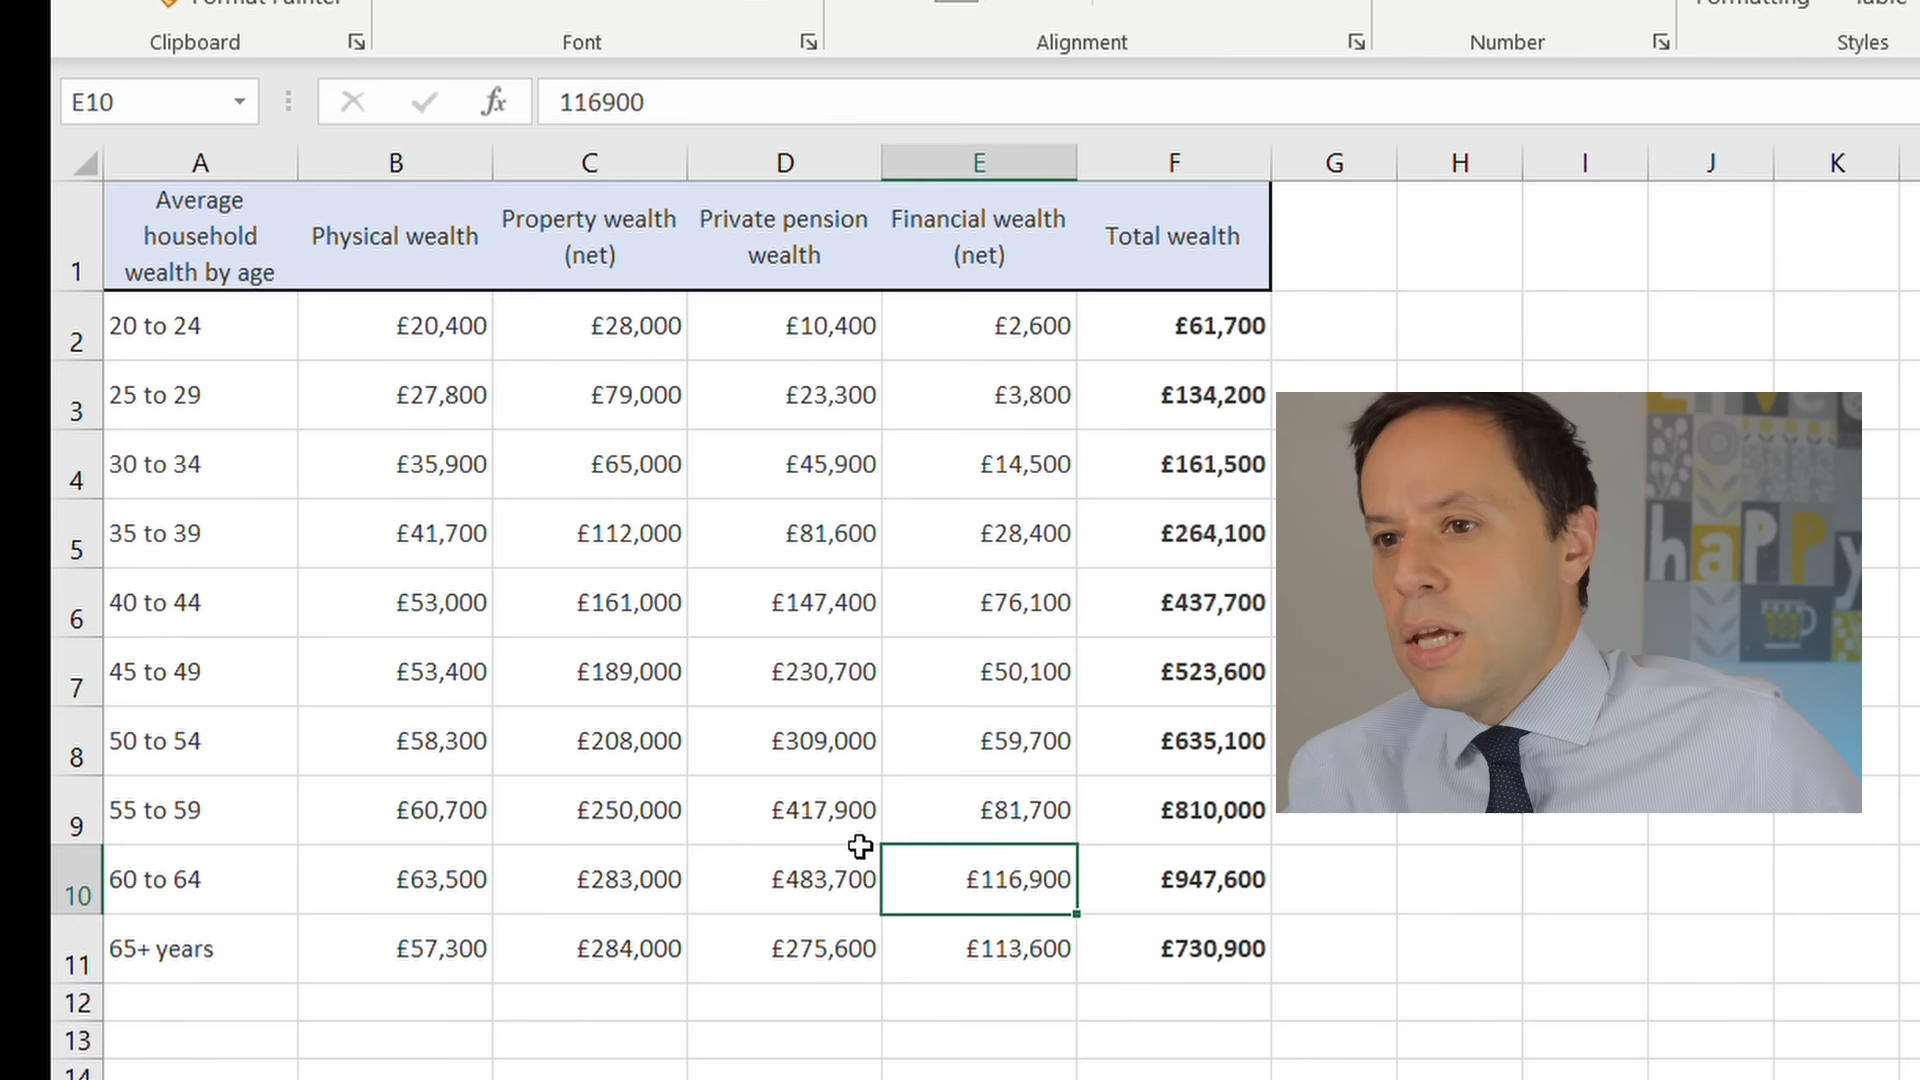 Format Painter
Formatting
Table
Clipboard
Font
Alignment
Number
Styles
E10
fx
116900
A B C D E F G H I J K
1
Average household wealth by age
Physical wealth
Property wealth (net)
Private pension wealth
Financial wealth (net)
Total wealth
2 20 to 24 £20,400 £28,000 £10,400 £2,600 £61,700
3 25 to 29 £27,800 £79,000 £23,300 £3,800 £134,200
4 30 to 34 £35,900 £65,000 £45,900 £14,500 £161,500
5 35 to 39 £41,700 £112,000 £81,600 £28,400 £264,100
6 40 to 44 £53,000 £161,000 £147,400 £76,100 £437,700
7 45 to 49 £53,400 £189,000 £230,700 £50,100 £523,600
8 50 to 54 £58,300 £208,000 £309,000 £59,700 £635,100
9 55 to 59 £60,700 £250,000 £417,900 £81,700 £810,000
10 60 to 64 £63,500 £283,000 £483,700 £116,900 £947,600
11 65+ years £57,300 £284,000 £275,600 £113,600 £730,900
12
13
14
happy